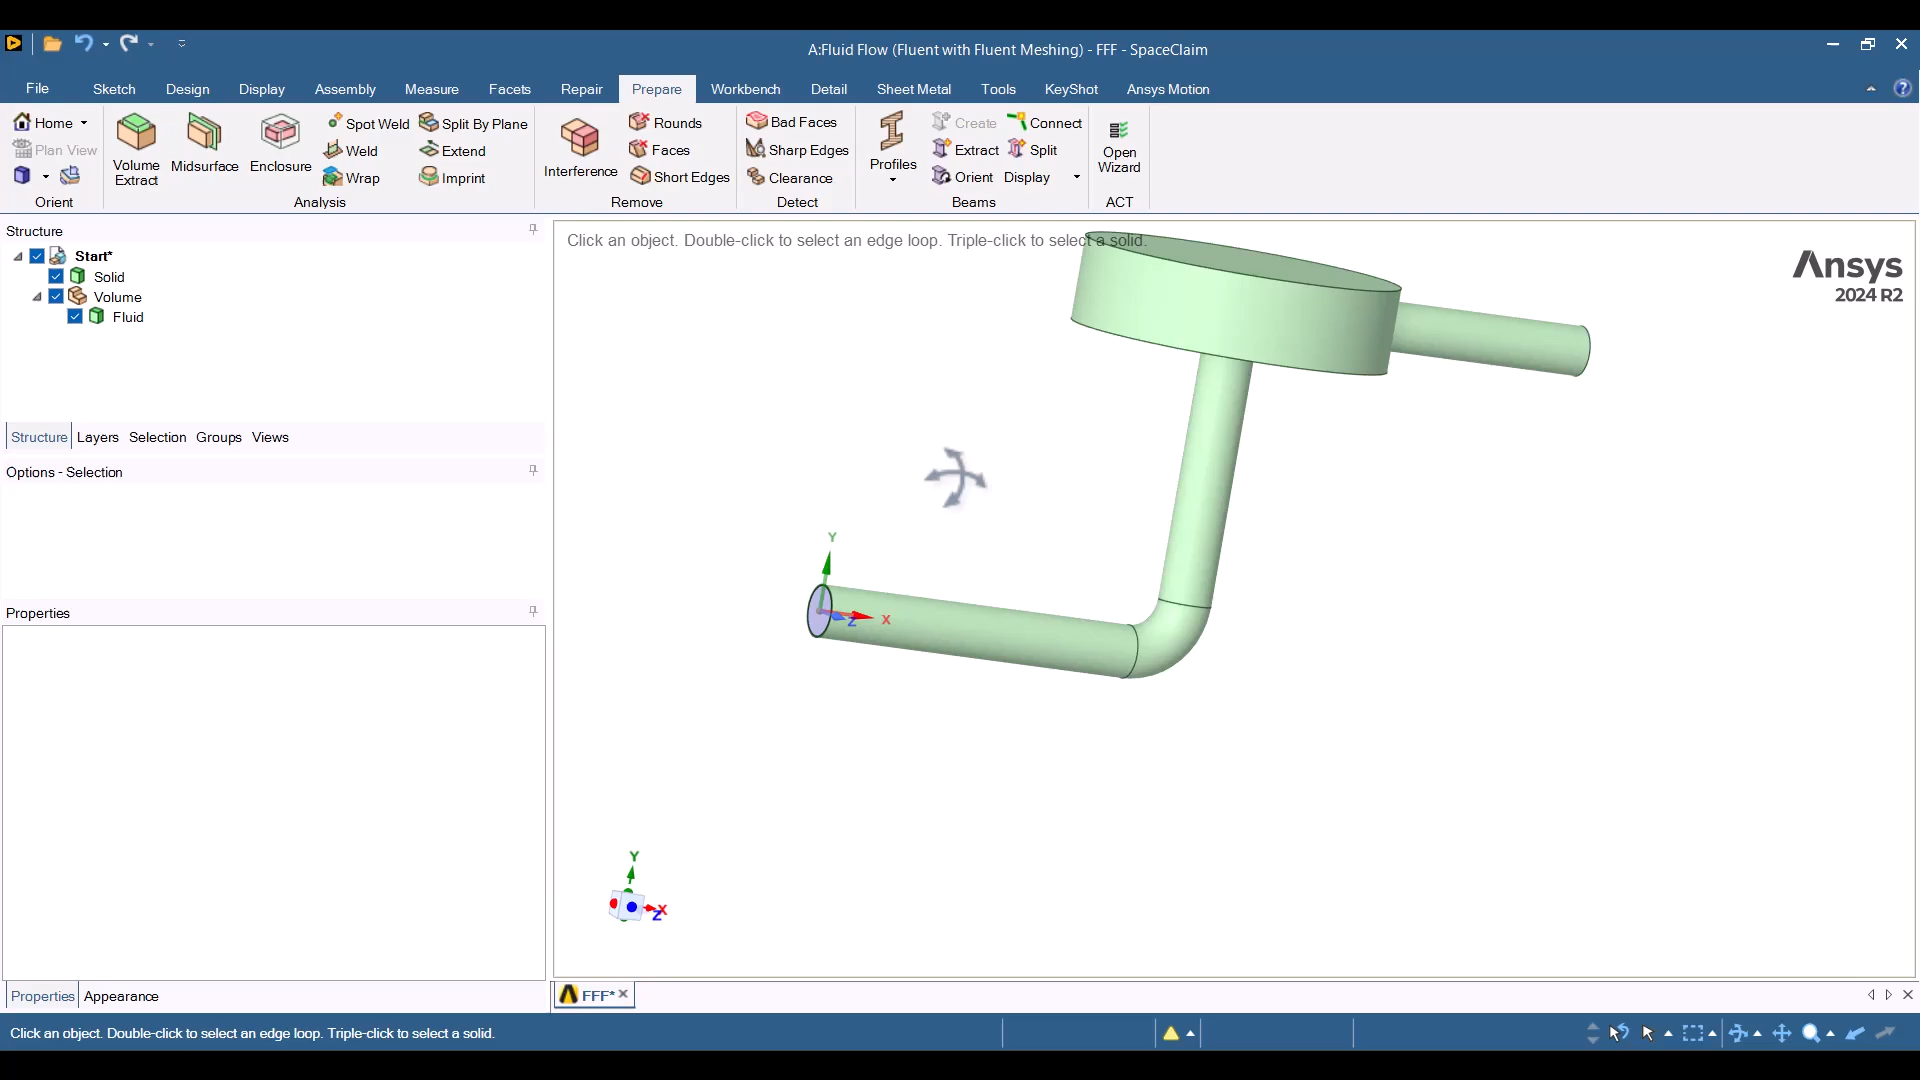 A:Fluid Flow (Fluent with Fluent Meshing) - FFF - SpaceClaim
File Sketch Design Display Assembly Measure Facets Repair Prepare Workbench Detail Sheet Metal Tools KeyShot Ansys Motion
Home
Plan View
Orient
Volume
Extract
Midsurface
Enclosure
Spot Weld
Weld
Wrap
Split By Plane
Extend
Imprint
Analysis
Interference
Rounds
Faces
Short Edges
Remove
Bad Faces
Sharp Edges
Clearance
Detect
Profiles
Create
Extract
Orient
Connect
Split
Display
Beams
Open
Wizard
ACT
Structure
Start*
Solid
Volume
Fluid
Structure Layers Selection Groups Views
Options - Selection
Properties
Properties Appearance
Click an object. Double-click to select an edge loop. Triple-click to select a solid.
Ansys
2024 R2
Y
X
Z
Y
X
Z
FFF*
Click an object. Double-click to select an edge loop. Triple-click to select a solid.